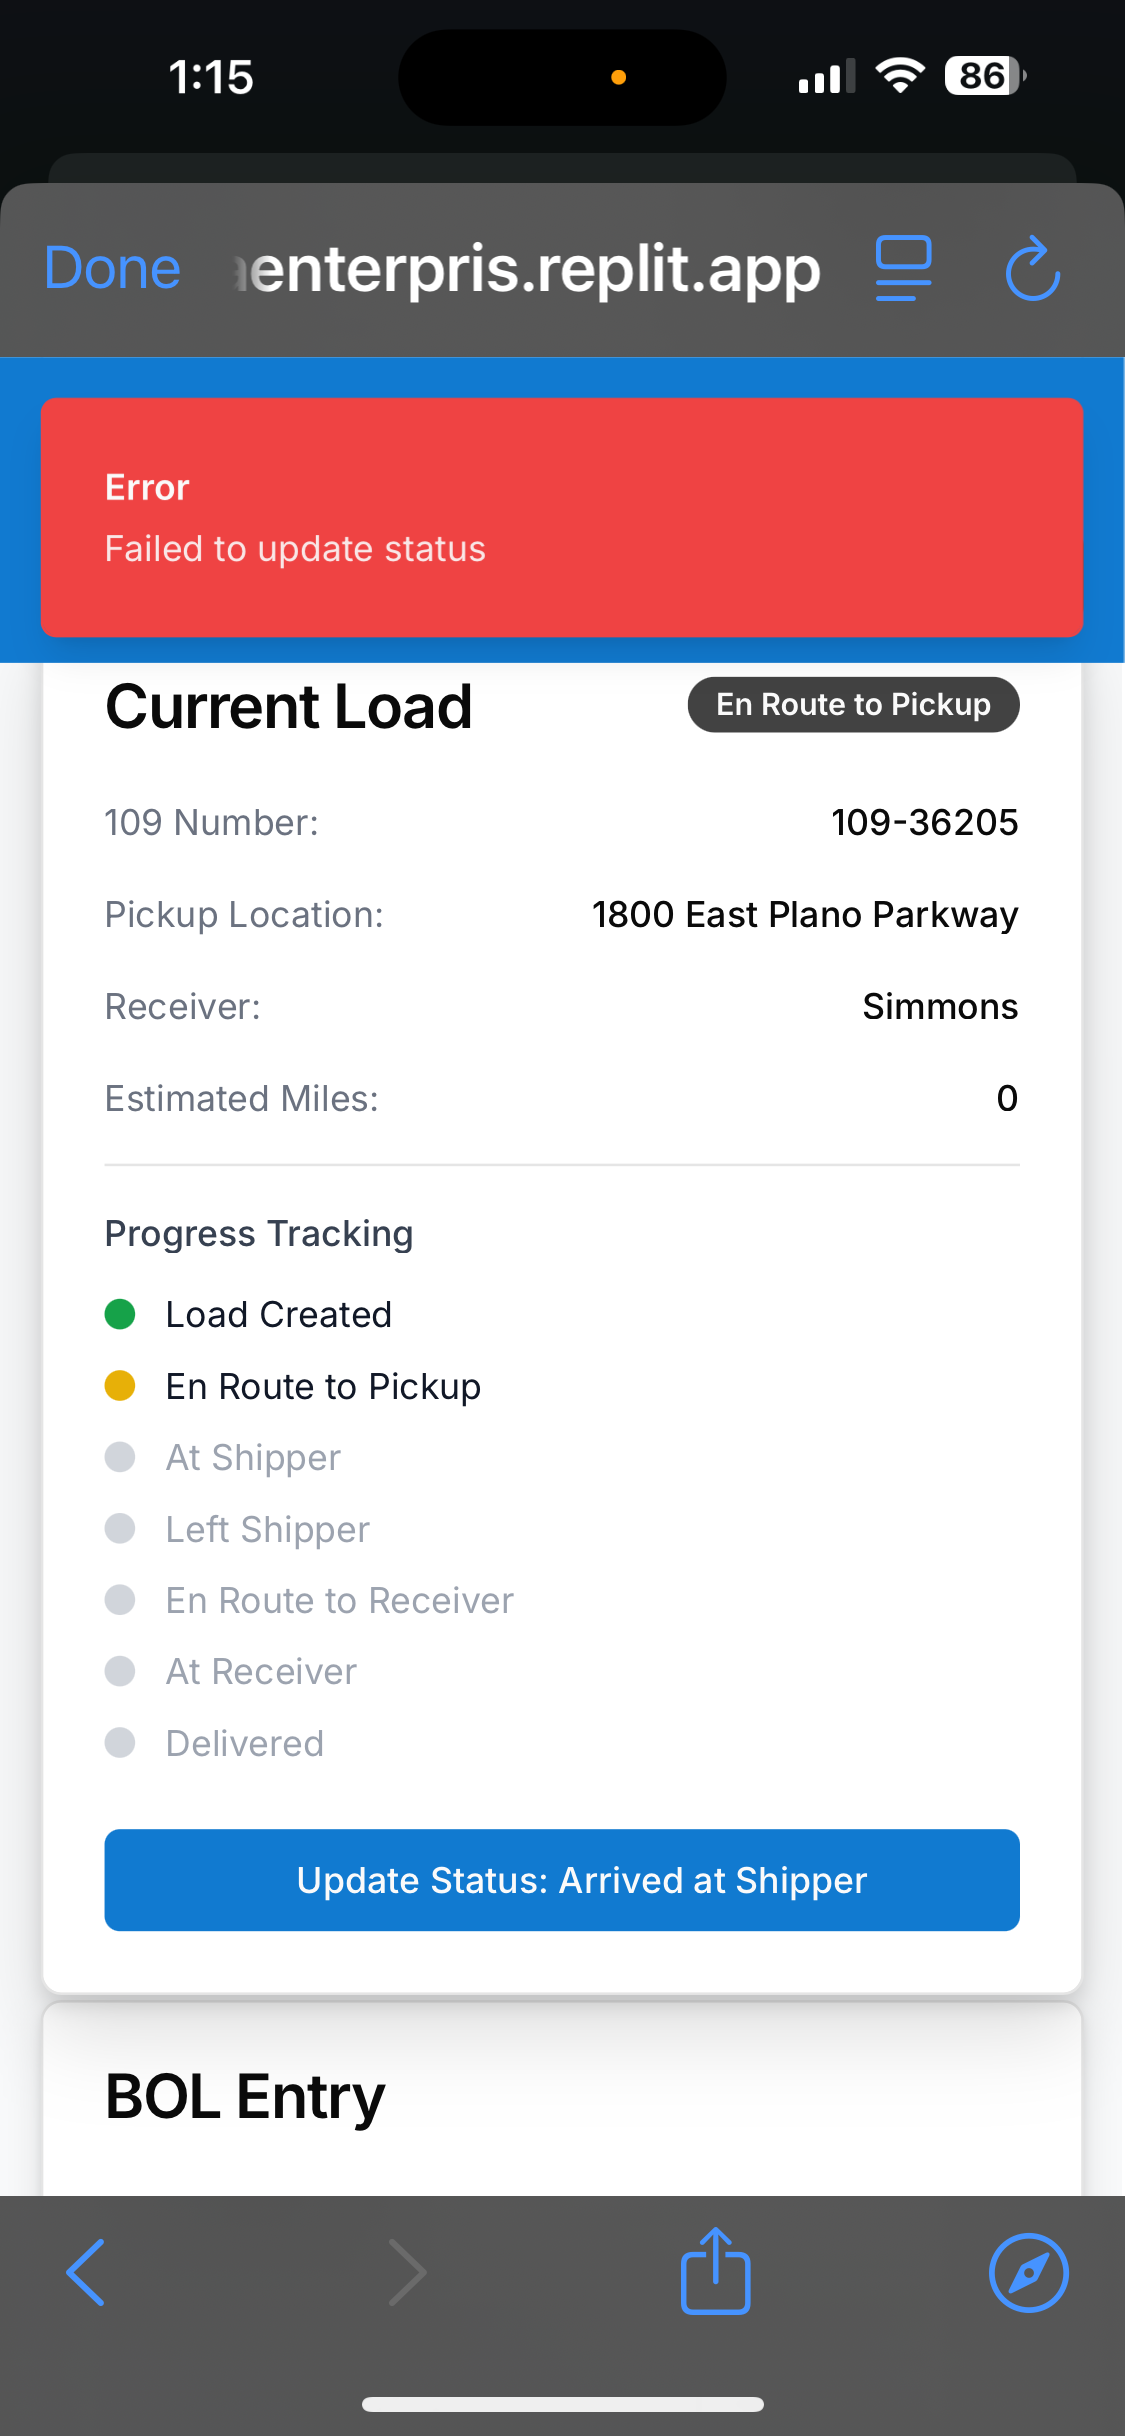 1:15
86
Done
enterpris.replit.app
Error
Failed to update status
Current Load
En Route to Pickup
109 Number:
109-36205
Pickup Location:
1800 East Plano Parkway
Receiver:
Simmons
Estimated Miles:
0
Progress Tracking
Load Created
En Route to Pickup
At Shipper
Left Shipper
En Route to Receiver
At Receiver
Delivered
Update Status: Arrived at Shipper
BOL Entry